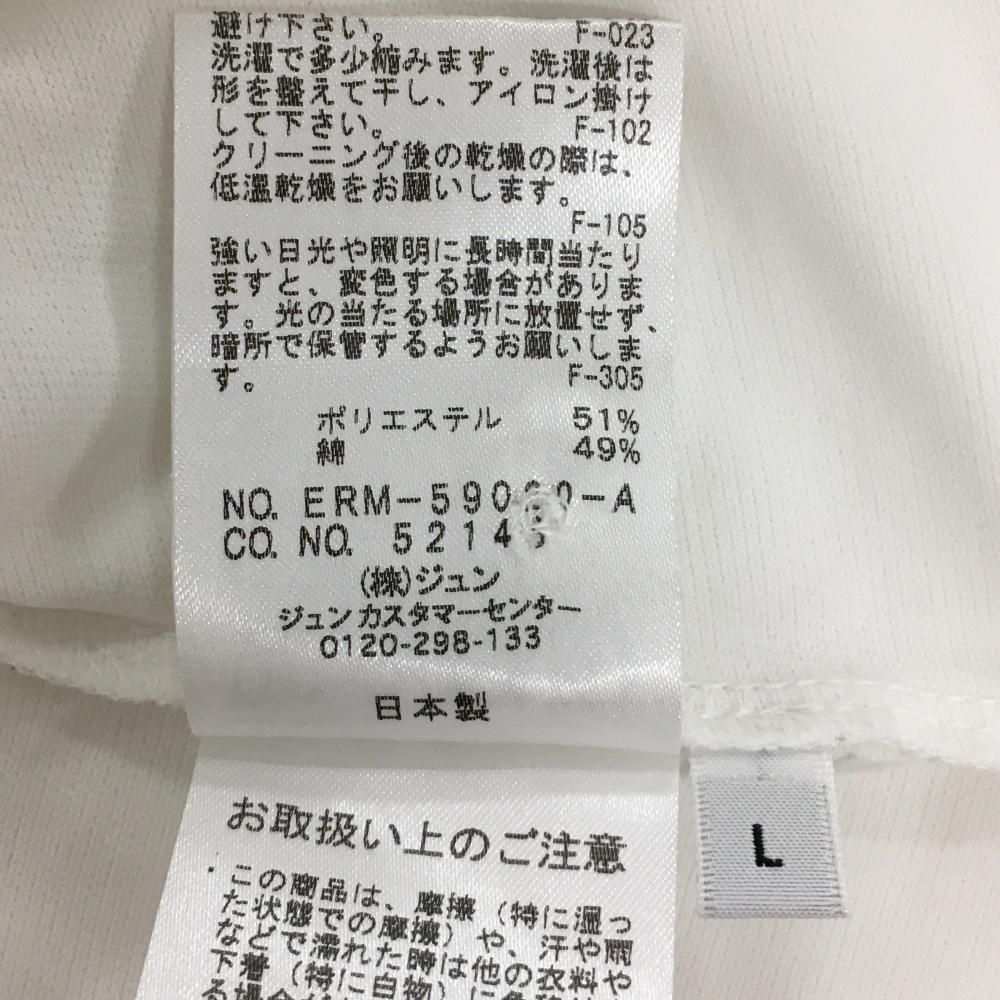 避け下さい。 F-023
洗濯で多少縮みます。洗濯後は
形を整えて干し、アイロン掛け
して下さい。 F-102
クリーニング後の乾燥の際は、
低温乾燥をお願いします。
F-105
強い日光や照明に長時間当たり
ますと、変色する場合がありま
す。光の当たる場所に放置せず、
暗所で保管するようお願いしま
す。 F-305
ポリエステル 51%
綿 49%
NO.
CO. NO.
(株)ジュン
ジュンカスタマーセンター
0120-298-133
日本製
お取扱い上のご注意
・この商品は、摩擦（特に湿っ
た状態での摩擦）や、汗や雨
などで濡れた時は他の衣料や
下着（特に白物）に
L